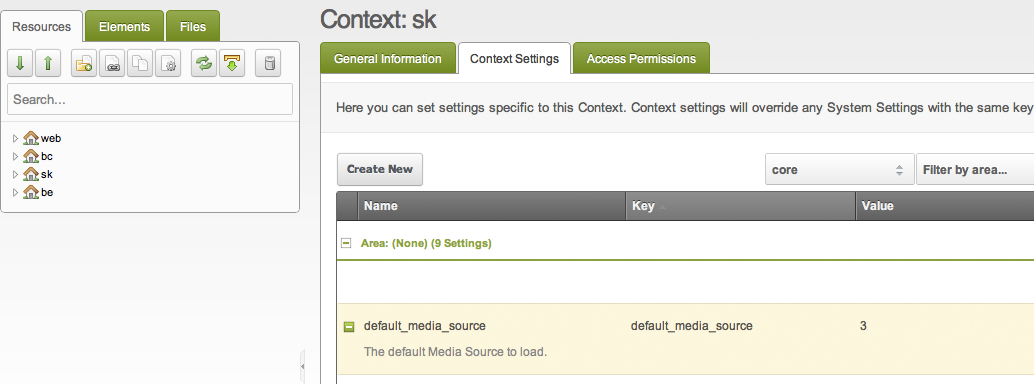 Context: sk
Resources Elements Files
General Information Context Settings Access Permissions
Search...
Here you can set settings specific to this Context. Context settings will override any System Settings with the same key
web
bc
sk
be
Create New
core
Filter by area...
Name Key Value
Area: (None) (9 Settings)
default_media_source default_media_source 3
The default Media Source to load.